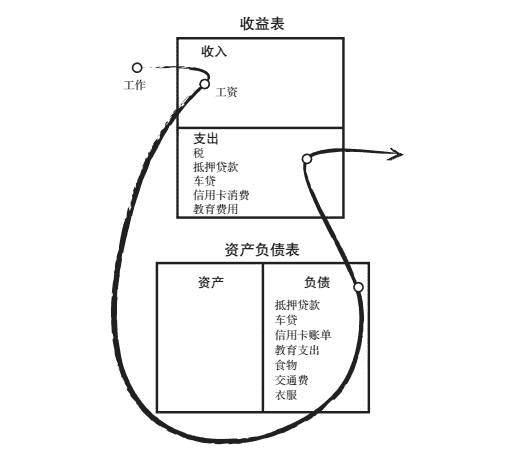 收益表
收入
工作
工资
支出
税
抵押贷款
车贷
信用卡消费
教育费用
资产负债表
资产
负债
抵押贷款
车贷
信用卡账单
教育支出
食物
交通费
衣服